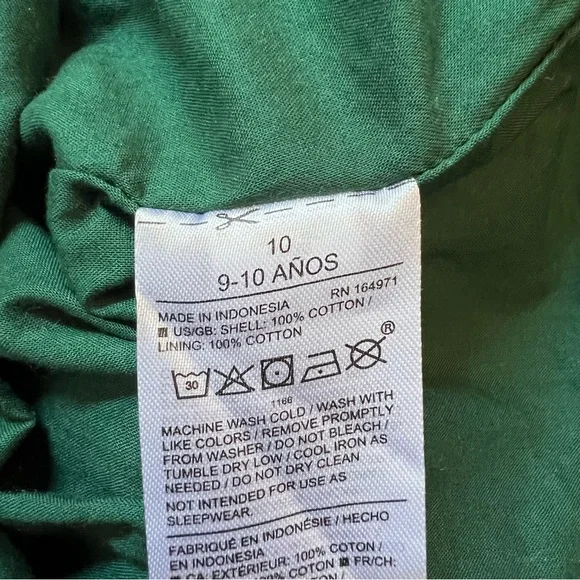 10
9-10 AÑOS
MADE IN INDONESIA RN 164971
US/GB: SHELL: 100% COTTON /
LINING: 100% COTTON
30
®
1166
MACHINE WASH COLD / WASH WITH
LIKE COLORS / REMOVE PROMPTLY
FROM WASHER / DO NOT BLEACH /
TUMBLE DRY LOW / COOL IRON AS
NEEDED / DO NOT DRY CLEAN
NOT INTENDED FOR USE AS
SLEEPWEAR.
FABRIQUÉ EN INDONÉSIE / HECHO
EN INDONESIA
CA: EXTÉRIEUR: 100% COTON / FR/CH: